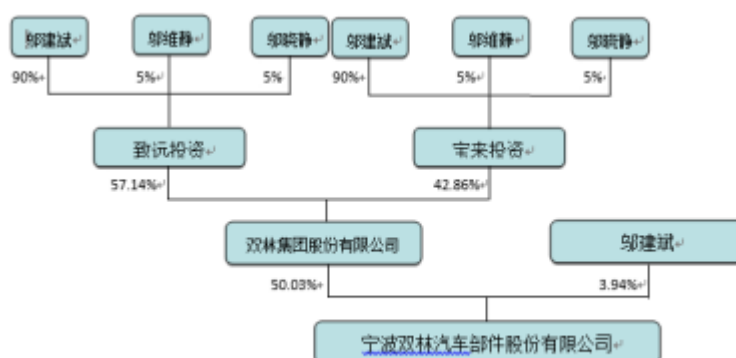 邬建斌 邬维静 邬晓静 邬建斌 邬维静 邬晓静
90% 5% 5% 90% 5% 5%
致远投资 宝来投资
57.14% 42.86%
双林集团股份有限公司 邬建斌
50.03% 3.94%
宁波双林汽车部件股份有限公司